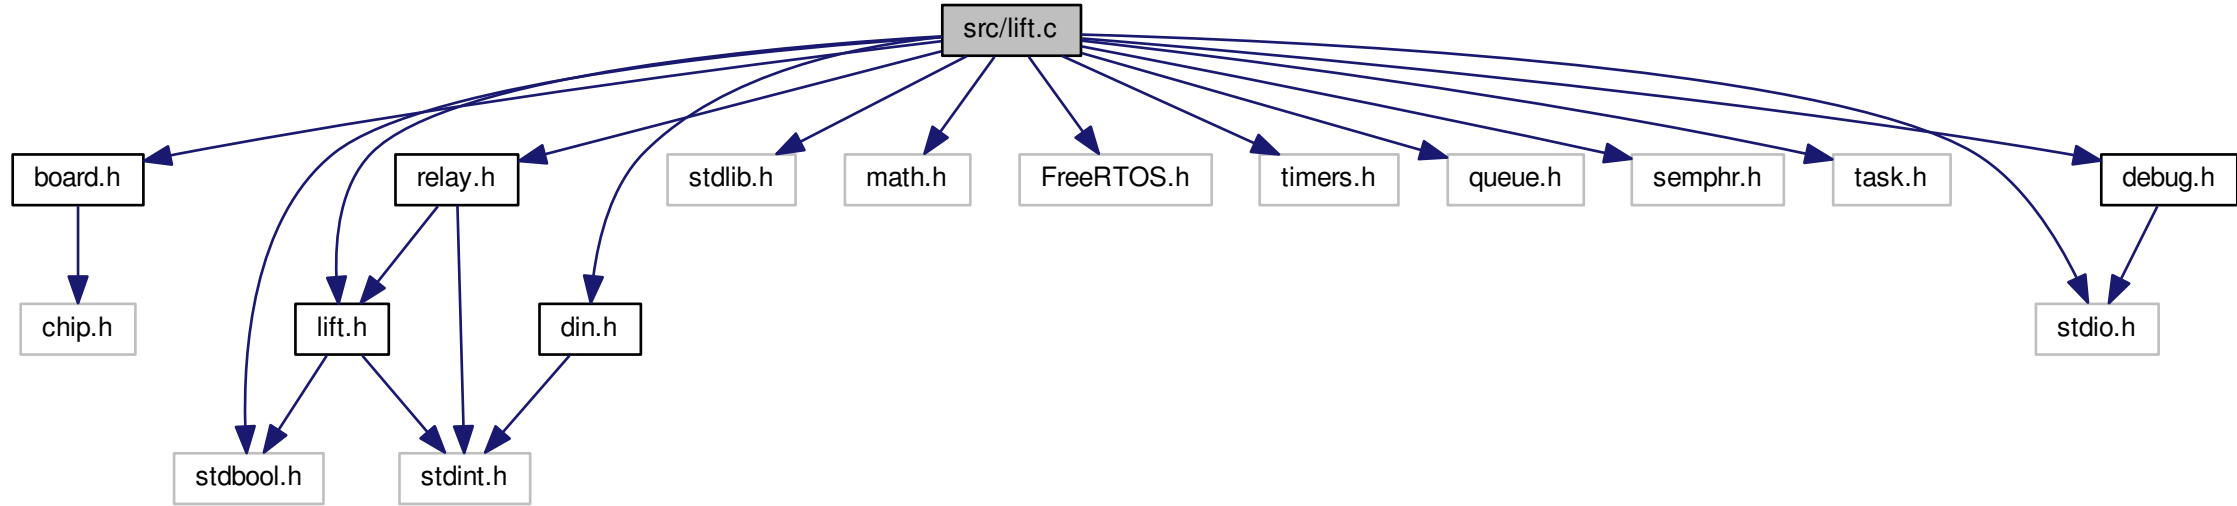 src/lift.c
board.h
relay.h
stdlib.h
math.h
FreeRTOS.h
timers.h
queue.h
semphr.h
task.h
debug.h
chip.h
lift.h
din.h
stdio.h
stdbool.h
stdint.h